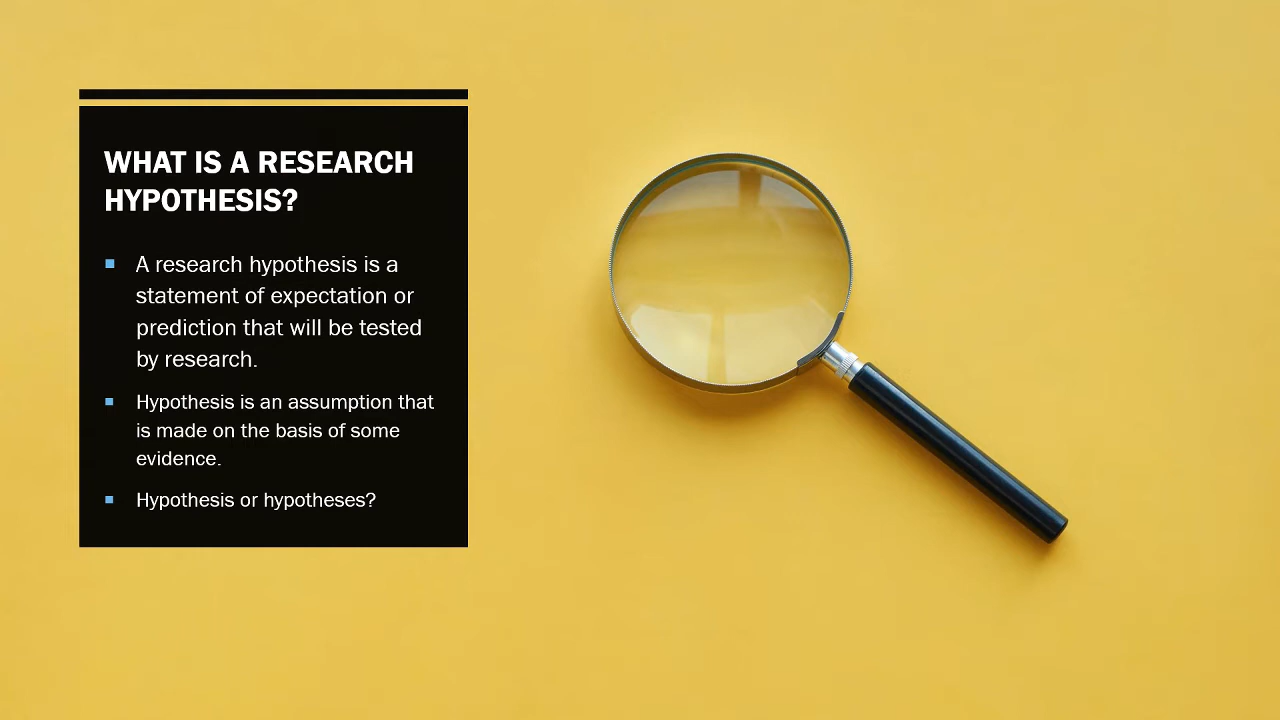 WHAT IS A RESEARCH
HYPOTHESIS?
A research hypothesis is a
statement of expectation or
prediction that will be tested
by research.
Hypothesis is an assumption that
is made on the basis of some
evidence.
Hypothesis or hypotheses?